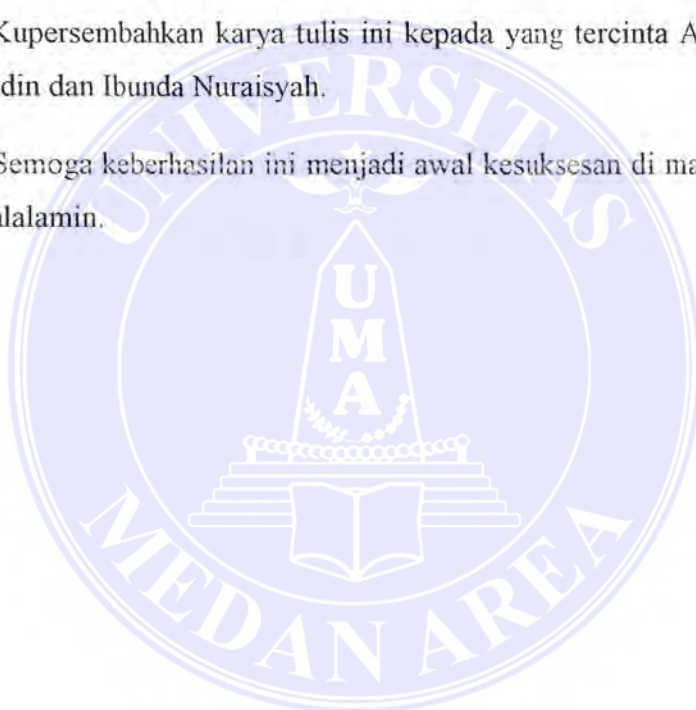 Kupersembahkan karya tulis ini kepada yang tercinta A
din dan Ibunda Nuraisyah.
Semoga keberhasilan ini menjadi awal kesuksesan di ma
alamin.
UNIVERSITAS
UMA
MEDAN AREA